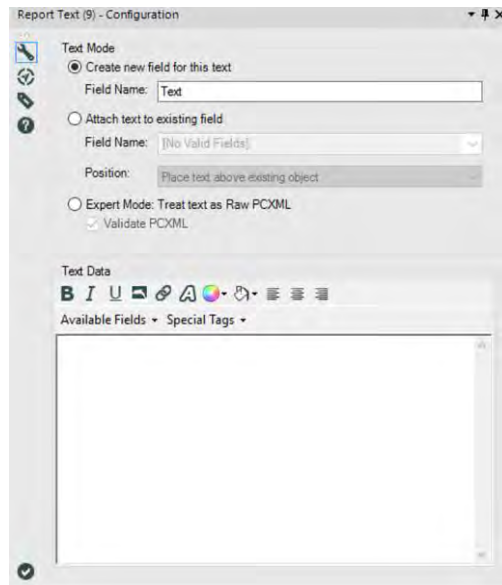 Report Text (9) - Configuration
Text Mode
Create new field for this text
Field Name: Text
Attach text to existing field
Field Name: [No Valid Fields]
Position: Place text above existing object
Expert Mode: Treat text as Raw PCXML
Validate PCXML
Text Data
B I U A
Available Fields Special Tags